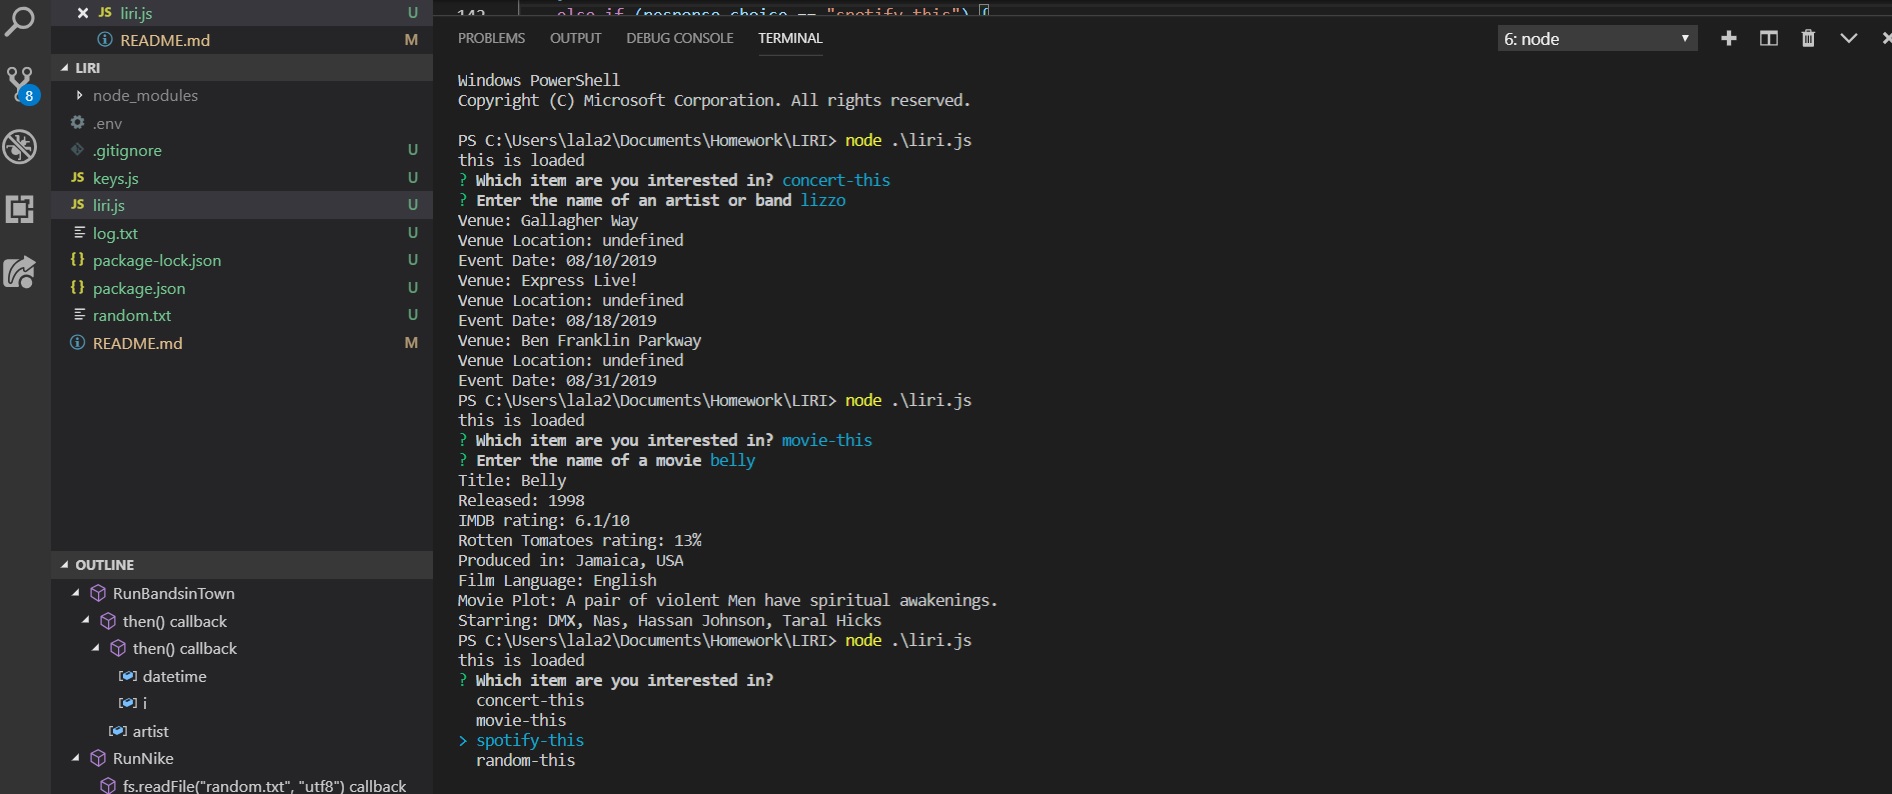 JS liri.js U
README.md M
LIRI
node_modules
.env
.gitignore U
JS keys.js U
JS liri.js U
log.txt U
{} package-lock.json U
{} package.json U
random.txt U
README.md M
8
OUTLINE
RunBandsinTown
then() callback
then() callback
datetime
i
artist
RunNike
fs.readFile("random.txt", "utf8") callback
142 else if (response.choice == "spotify-this") {
PROBLEMS OUTPUT DEBUG CONSOLE TERMINAL 6: node
Windows PowerShell
Copyright (C) Microsoft Corporation. All rights reserved.
PS C:\Users\lala2\Documents\Homework\LIRI> node .\liri.js
this is loaded
? Which item are you interested in? concert-this
? Enter the name of an artist or band lizzo
Venue: Gallagher Way
Venue Location: undefined
Event Date: 08/10/2019
Venue: Express Live!
Venue Location: undefined
Event Date: 08/18/2019
Venue: Ben Franklin Parkway
Venue Location: undefined
Event Date: 08/31/2019
PS C:\Users\lala2\Documents\Homework\LIRI> node .\liri.js
this is loaded
? Which item are you interested in? movie-this
? Enter the name of a movie belly
Title: Belly
Released: 1998
IMDB rating: 6.1/10
Rotten Tomatoes rating: 13%
Produced in: Jamaica, USA
Film Language: English
Movie Plot: A pair of violent Men have spiritual awakenings.
Starring: DMX, Nas, Hassan Johnson, Taral Hicks
PS C:\Users\lala2\Documents\Homework\LIRI> node .\liri.js
this is loaded
? Which item are you interested in?
concert-this
movie-this
> spotify-this
random-this